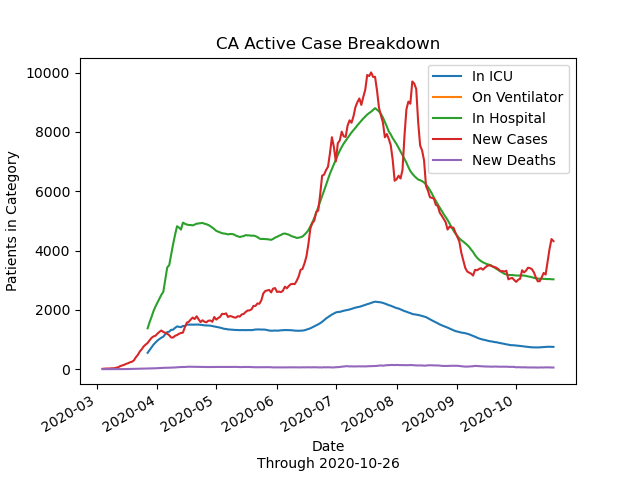 CA Active Case Breakdown
In ICU
On Ventilator
In Hospital
New Cases
New Deaths
Patients in Category
10000
8000
6000
4000
2000
0
2020-03
2020-04
2020-05
2020-06
2020-07
2020-08
2020-09
2020-10
Date
Through 2020-10-26